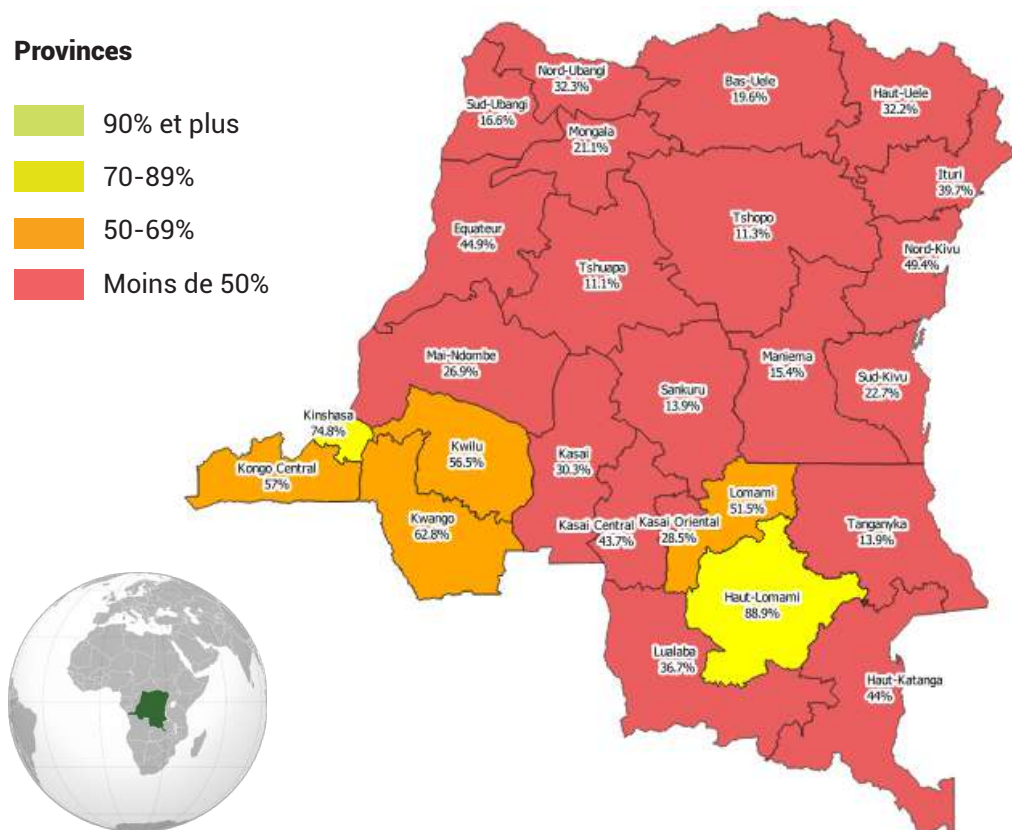 Provinces
90% et plus
70-89%
50-69%
Moins de 50%
Nord-Ubangi
32.3%
Bas-Uele
19.6%
Haut-Uele
32.2%
Sud-Ubangi
16.6%
Mongala
21.1%
Ituri
39.7%
Equateur
44.9%
Tshopo
11.3%
Nord-Kivu
49.4%
Tshuapa
11.1%
Mai-Ndombe
26.9%
Maniema
15.4%
Sud-Kivu
22.7%
Sankuru
13.9%
Kinshasa
74.8%
Kwilu
56.5%
Kasai
30.3%
Kongo Central
57%
Lomami
51.5%
Kwango
62.8%
Kasai Central
43.7%
Kasai Oriental
28.5%
Tanganyka
13.9%
Haut-Lomami
88.9%
Lualaba
36.7%
Haut-Katanga
44%